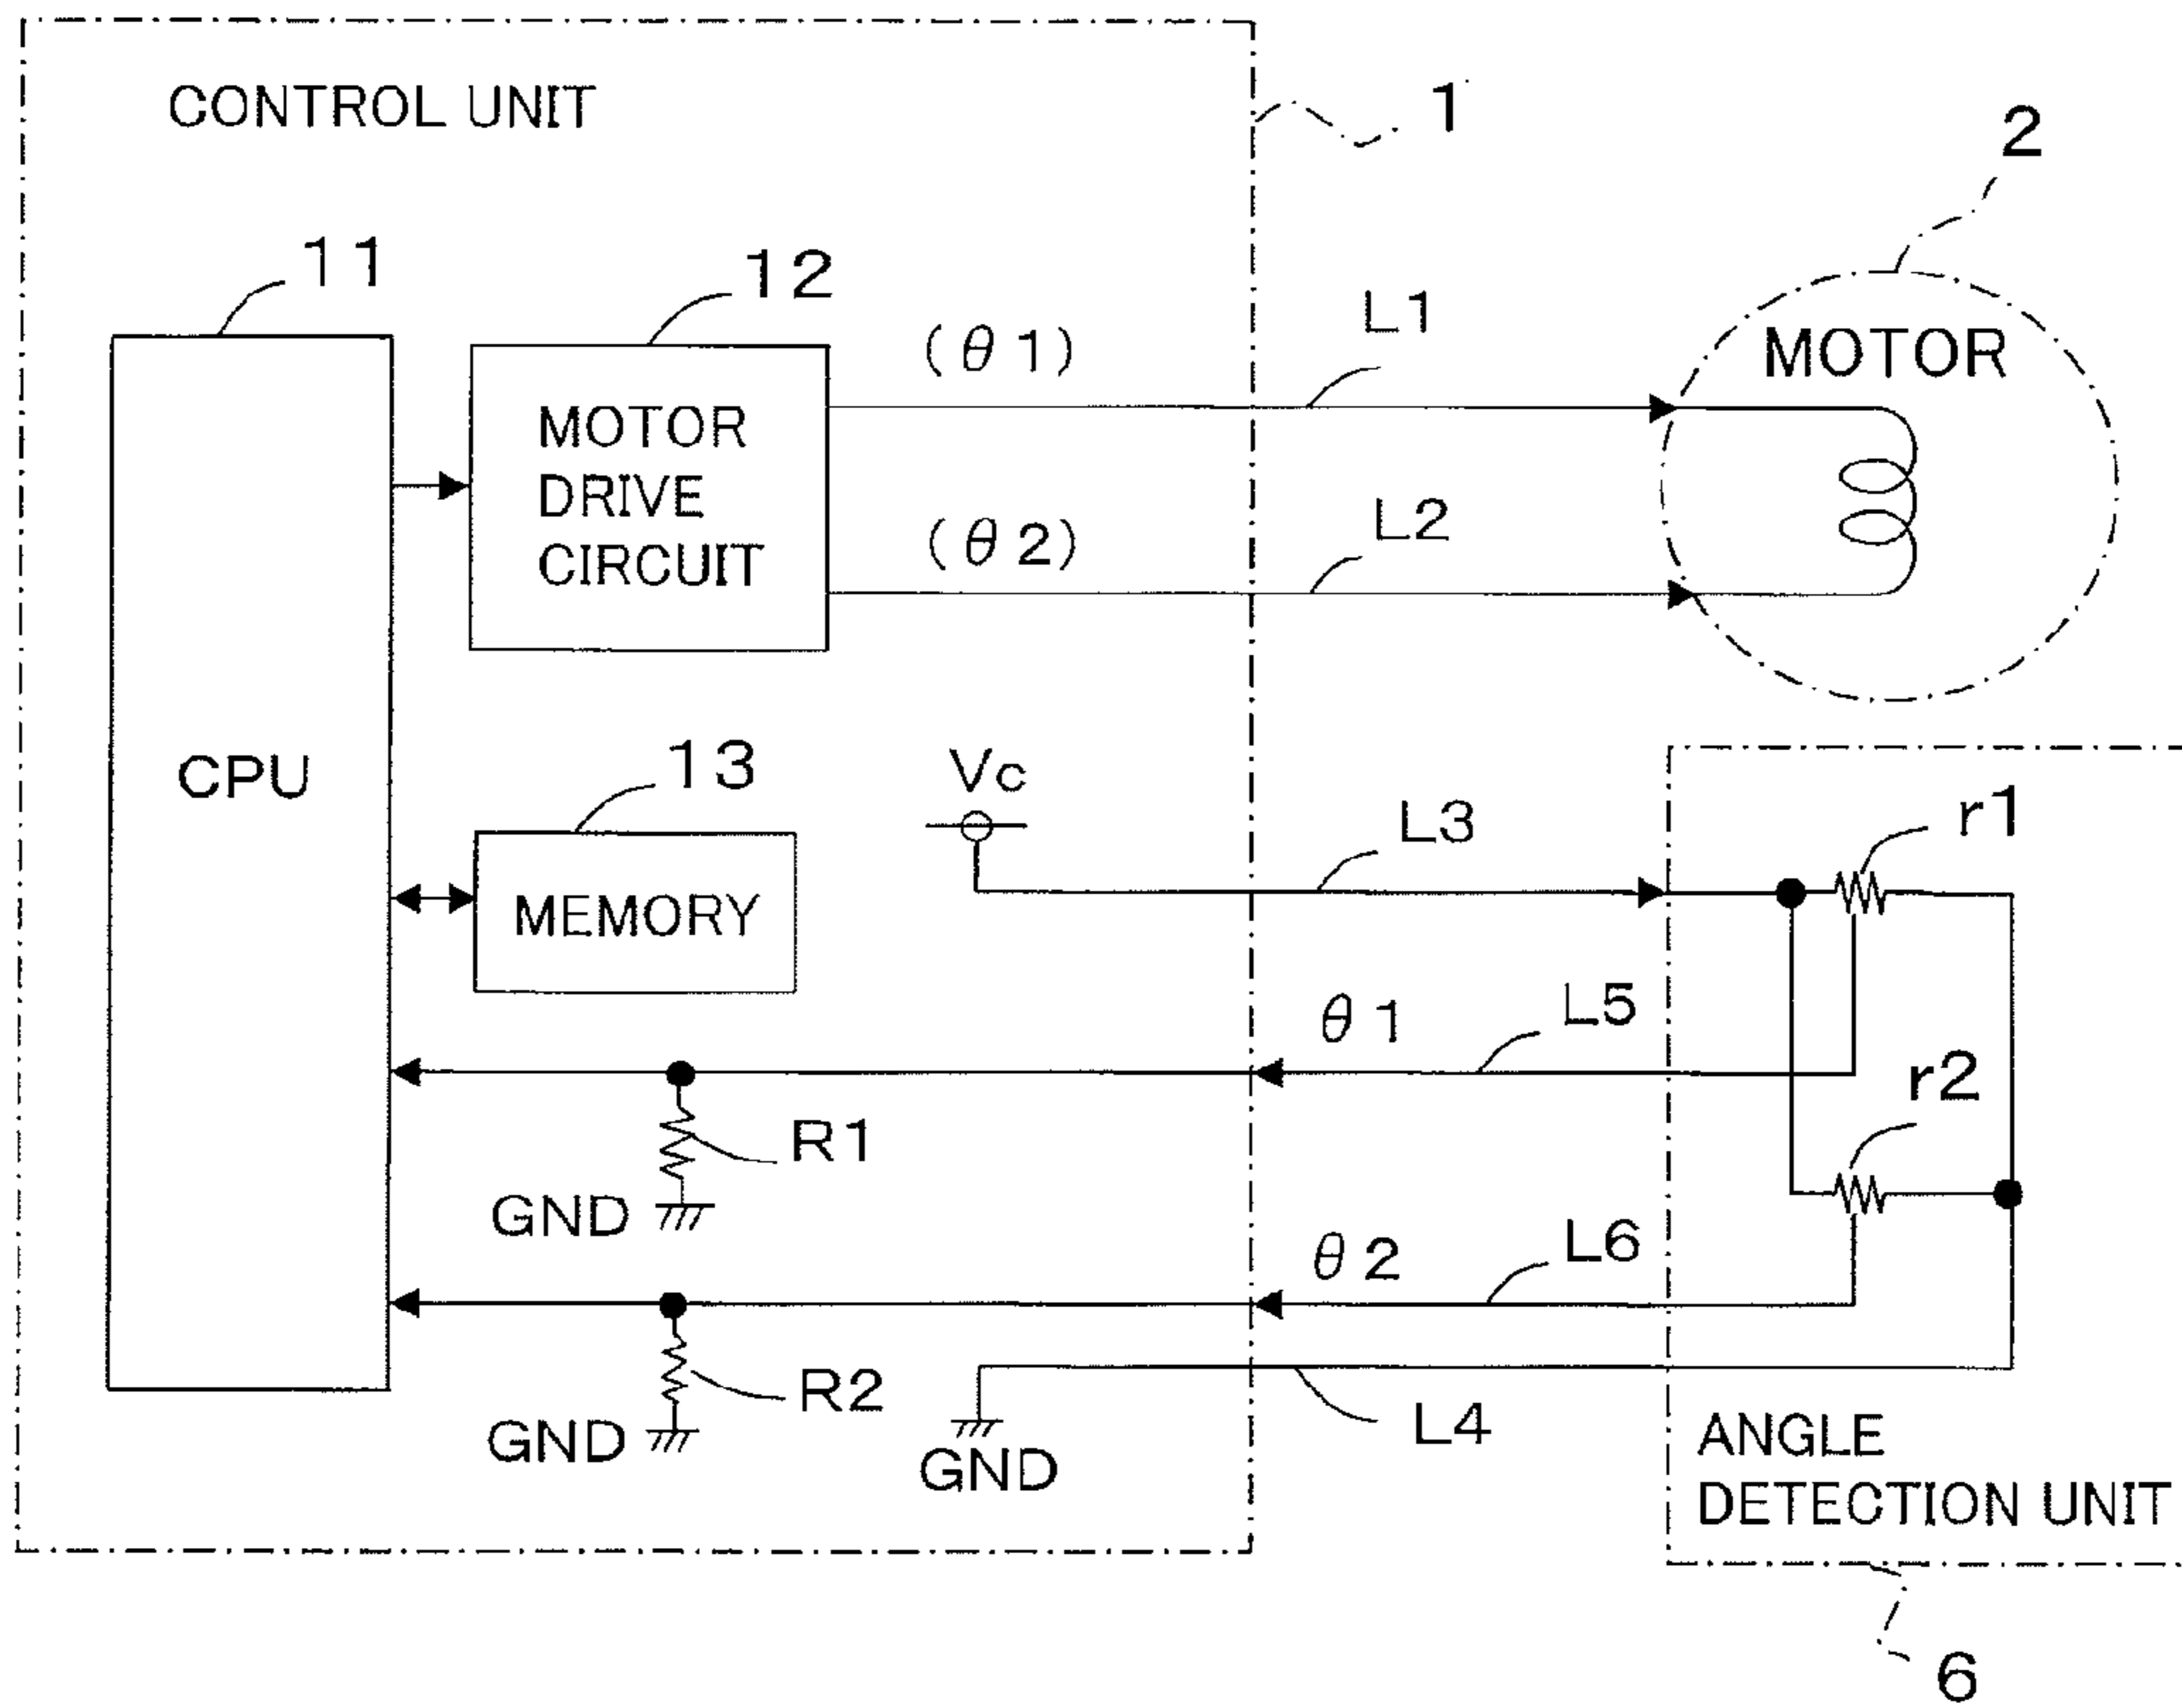 CONTROL UNIT
1
2
11
12
(θ1)
L1
MOTOR
MOTOR
DRIVE
CIRCUIT
(θ2)
L2
CPU
13
Vc
L3
r1
MEMORY
θ1
L5
r2
R1
GND
θ2
L6
R2
GND
GND
L4
ANGLE
DETECTION UNIT
6